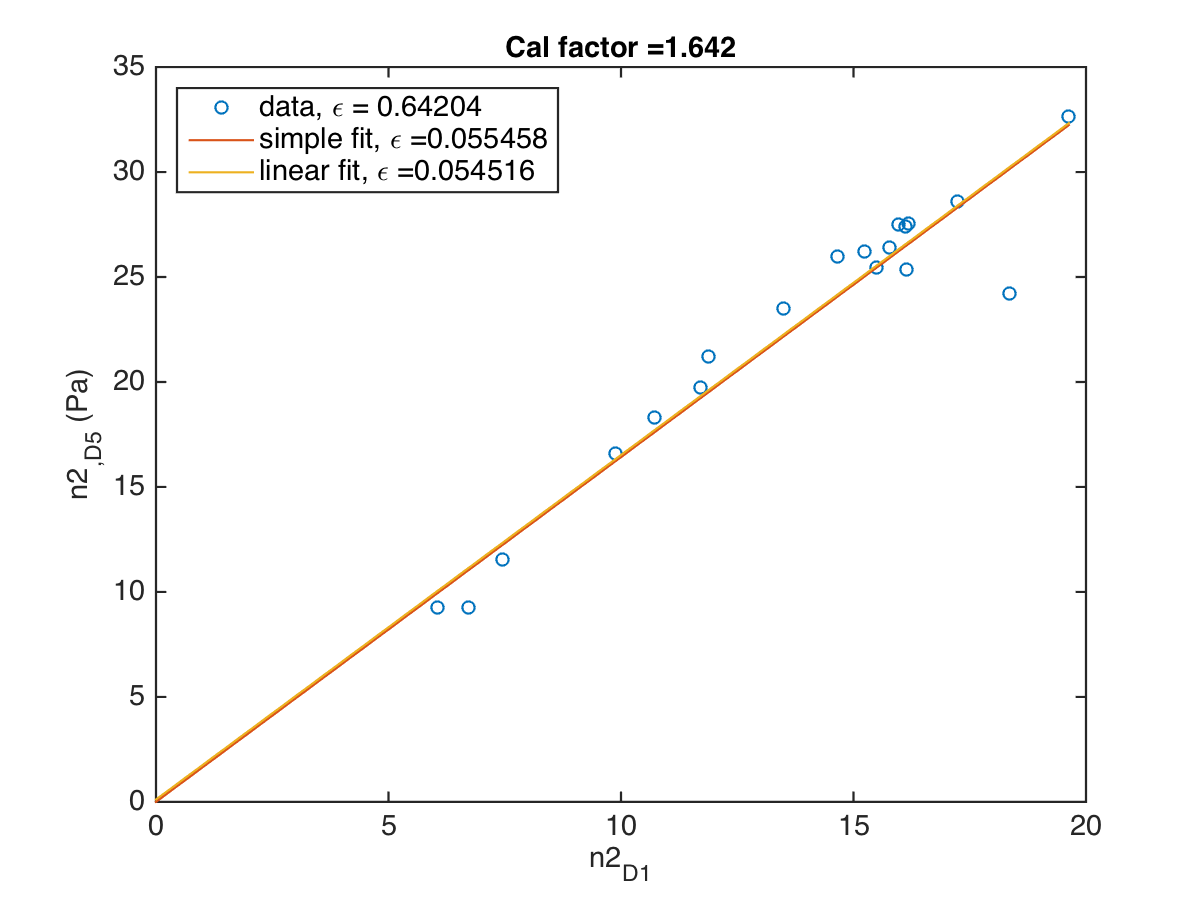 Cal factor =1.642
data, ϵ = 0.64204
simple fit, ϵ =0.055458
linear fit, ϵ =0.054516
35
30
25
20
15
10
5
0
n2,D5 (Pa)
0 5 10 15 20
n2D1